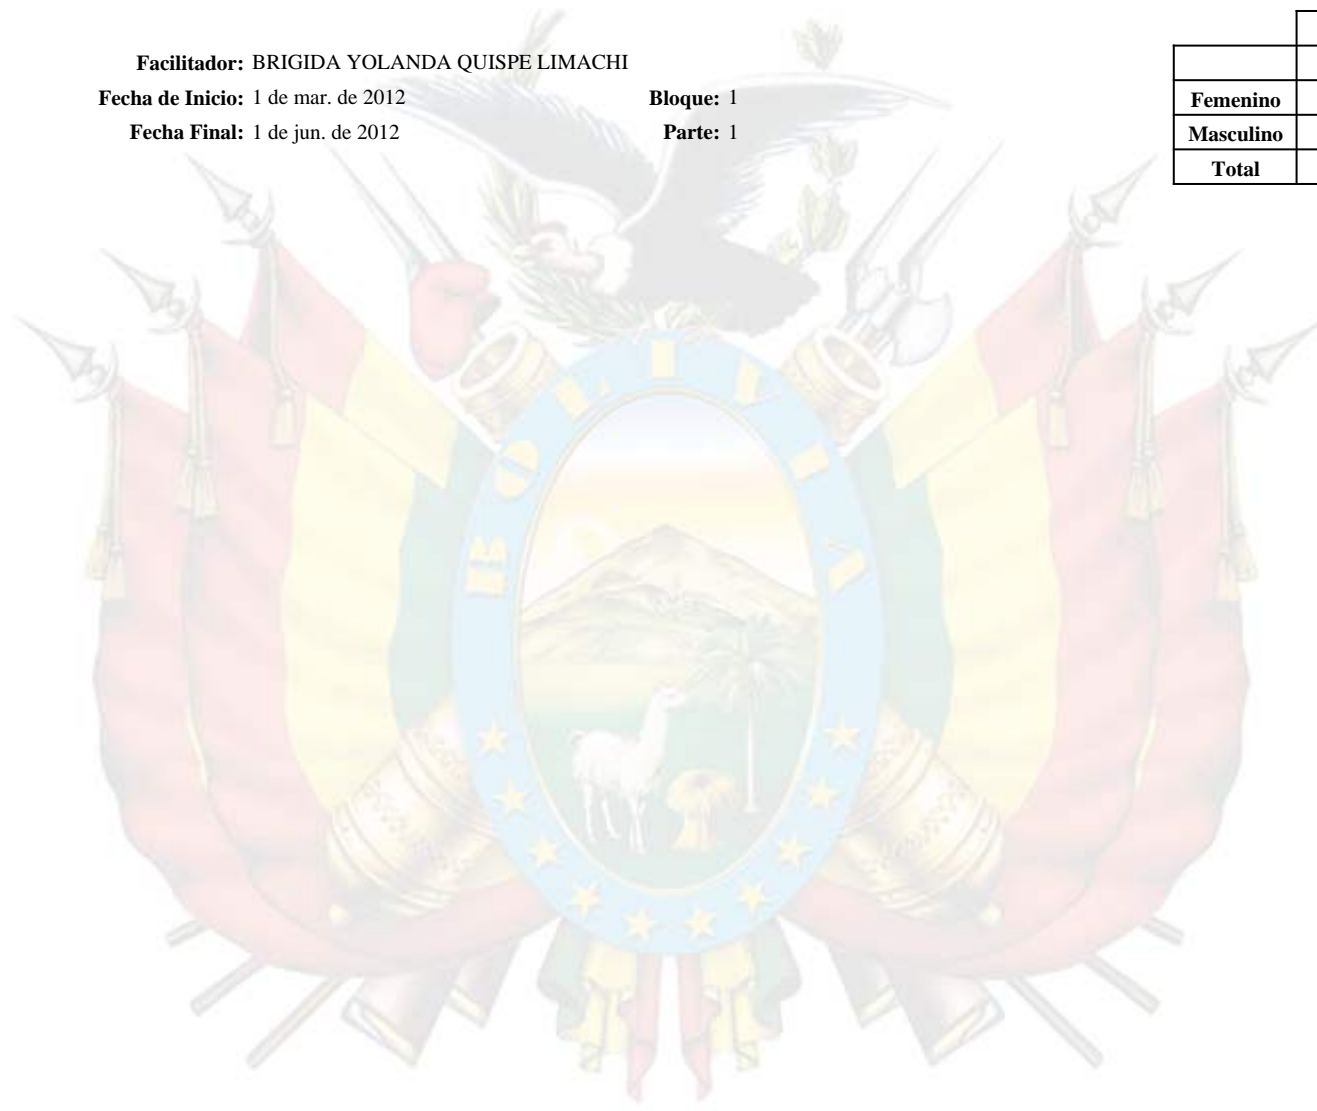 Facilitador: BRIGIDA YOLANDA QUISPE LIMACHI
Fecha de Inicio: 1 de mar. de 2012 Bloque: 1
Fecha Final: 1 de jun. de 2012 Parte: 1
Femenino
Masculino
Total
BOLIVIA